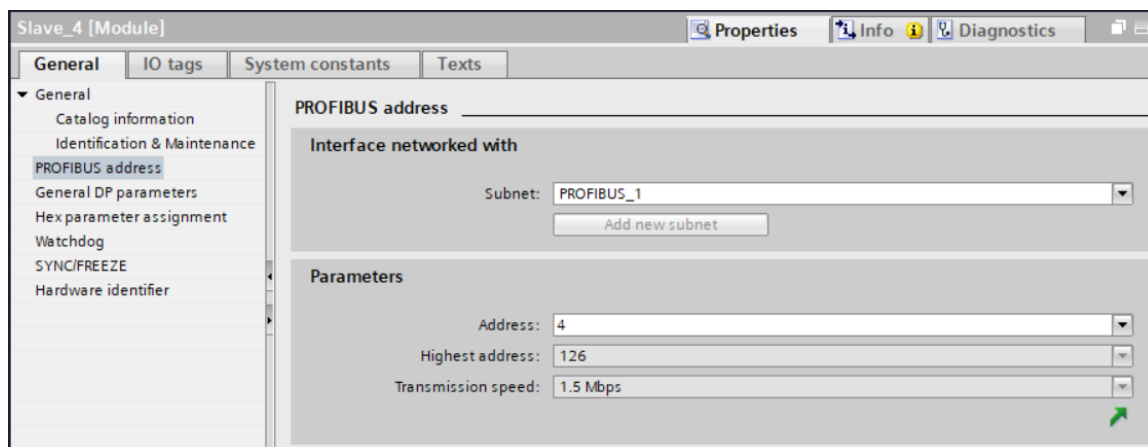 Slave_4 [Module]
Properties Info Diagnostics
General IO tags System constants Texts
General
Catalog information
Identification & Maintenance
PROFIBUS address
General DP parameters
Hex parameter assignment
Watchdog
SYNC/FREEZE
Hardware identifier
PROFIBUS address
Interface networked with
Subnet: PROFIBUS_1
Add new subnet
Parameters
Address: 4
Highest address: 126
Transmission speed: 1.5 Mbps